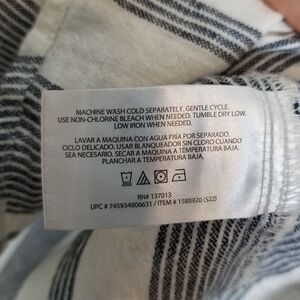 MACHINE WASH COLD SEPARATELY. GENTLE CYCLE.
USE NON-CHLORINE BLEACH WHEN NEEDED. TUMBLE DRY LOW.
LOW IRON WHEN NEEDED.
LAVAR A MAQUINA CON AGUA FRIA POR SEPARADO.
CICLO DELICADO. USAR BLANQUEADOR SIN CLORO CUANDO
SEA NECESARIO. SECAR A MAQUINA A TEMPERATURA BAJA.
PLANCHAR A TEMPERATURA BAJA.
RN# 137013
UPC # 745934806631 / ITEM # 1588920 (S22)